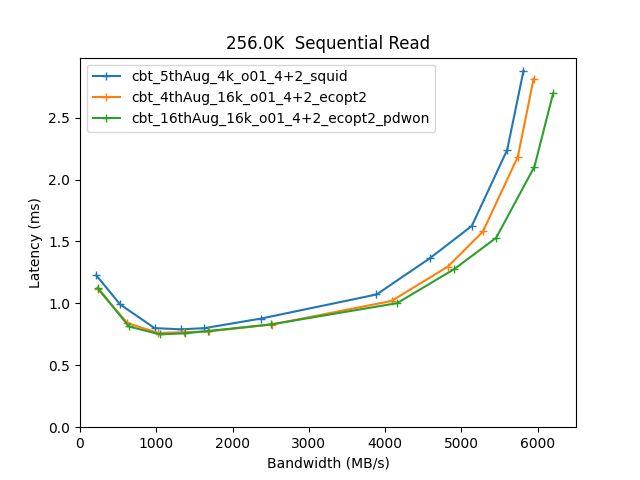 256.0K  Sequential Read
cbt_5thAug_4k_o01_4+2_squid
cbt_4thAug_16k_o01_4+2_ecopt2
cbt_16thAug_16k_o01_4+2_ecopt2_pdwon
Latency (ms)
2.5
2.0
1.5
1.0
0.5
0.0
0 1000 2000 3000 4000 5000 6000
Bandwidth (MB/s)